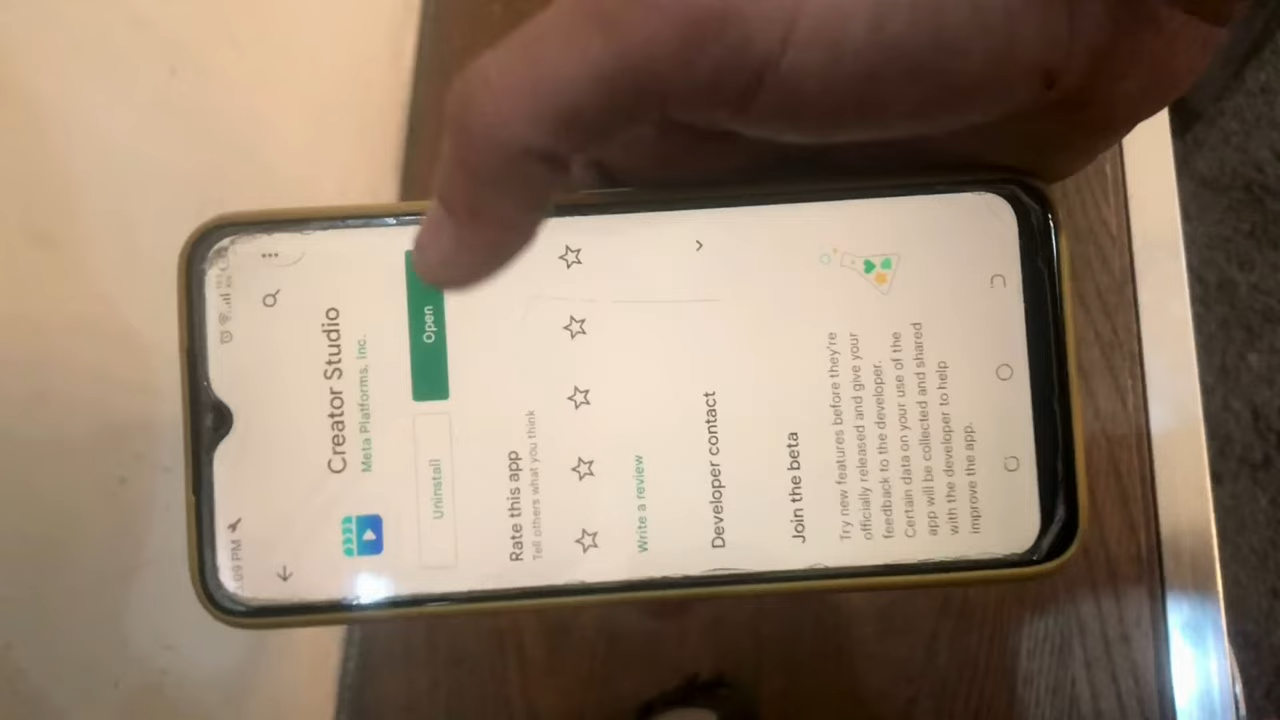 :09 PM
Creator Studio
Meta Platforms, Inc.
Uninstall
Open
Rate this app
Tell others what you think
Write a review
Developer contact
Join the beta
Try new features before they're
officially released and give your
feedback to the developer.
Certain data on your use of the
app will be collected and shared
with the developer to help
improve the app.